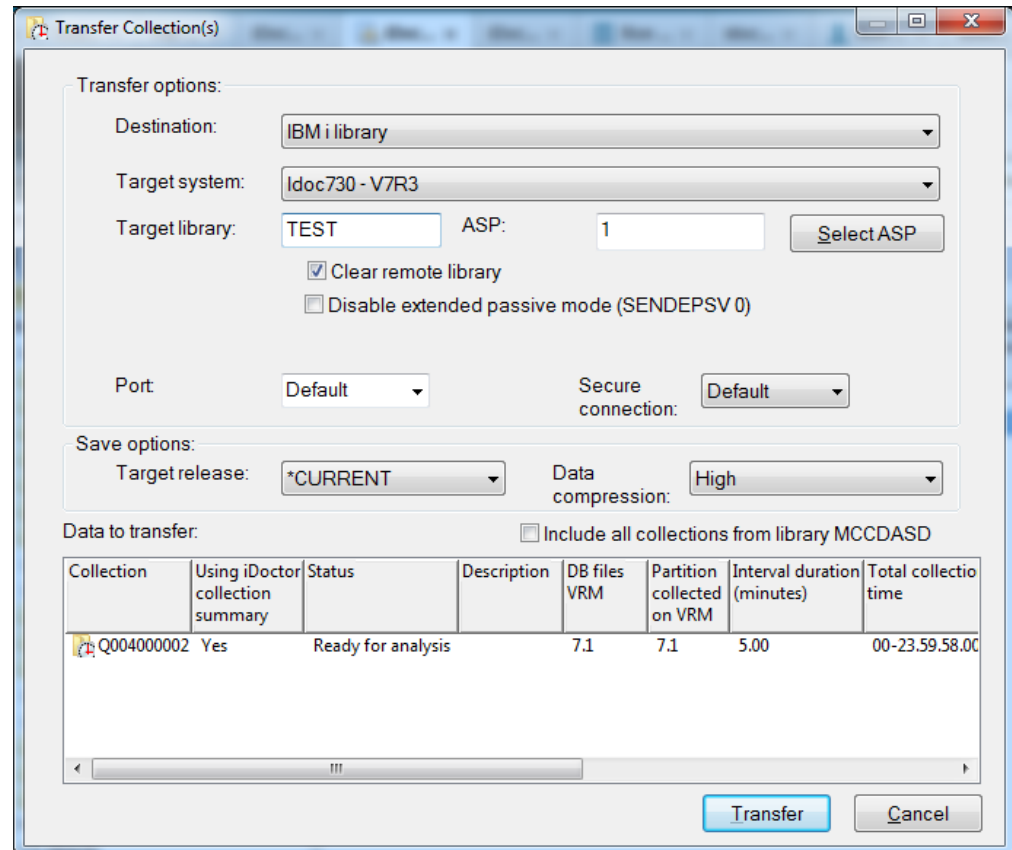 Transfer Collection(s)
Transfer options:
Destination: IBM i library
Target system: Idoc730 - V7R3
Target library: TEST ASP: 1 Select ASP
Clear remote library
Disable extended passive mode (SENDEPSV 0)
Port: Default Secure connection: Default
Save options:
Target release: *CURRENT Data compression: High
Data to transfer: Include all collections from library MCCDASD
Collection Using iDoctor collection summary Status Description DB files VRM Partition collected on VRM Interval duration (minutes) Total collectio time
Q004000002 Yes Ready for analysis 7.1 7.1 5.00 00-23.59.58.00
Transfer Cancel